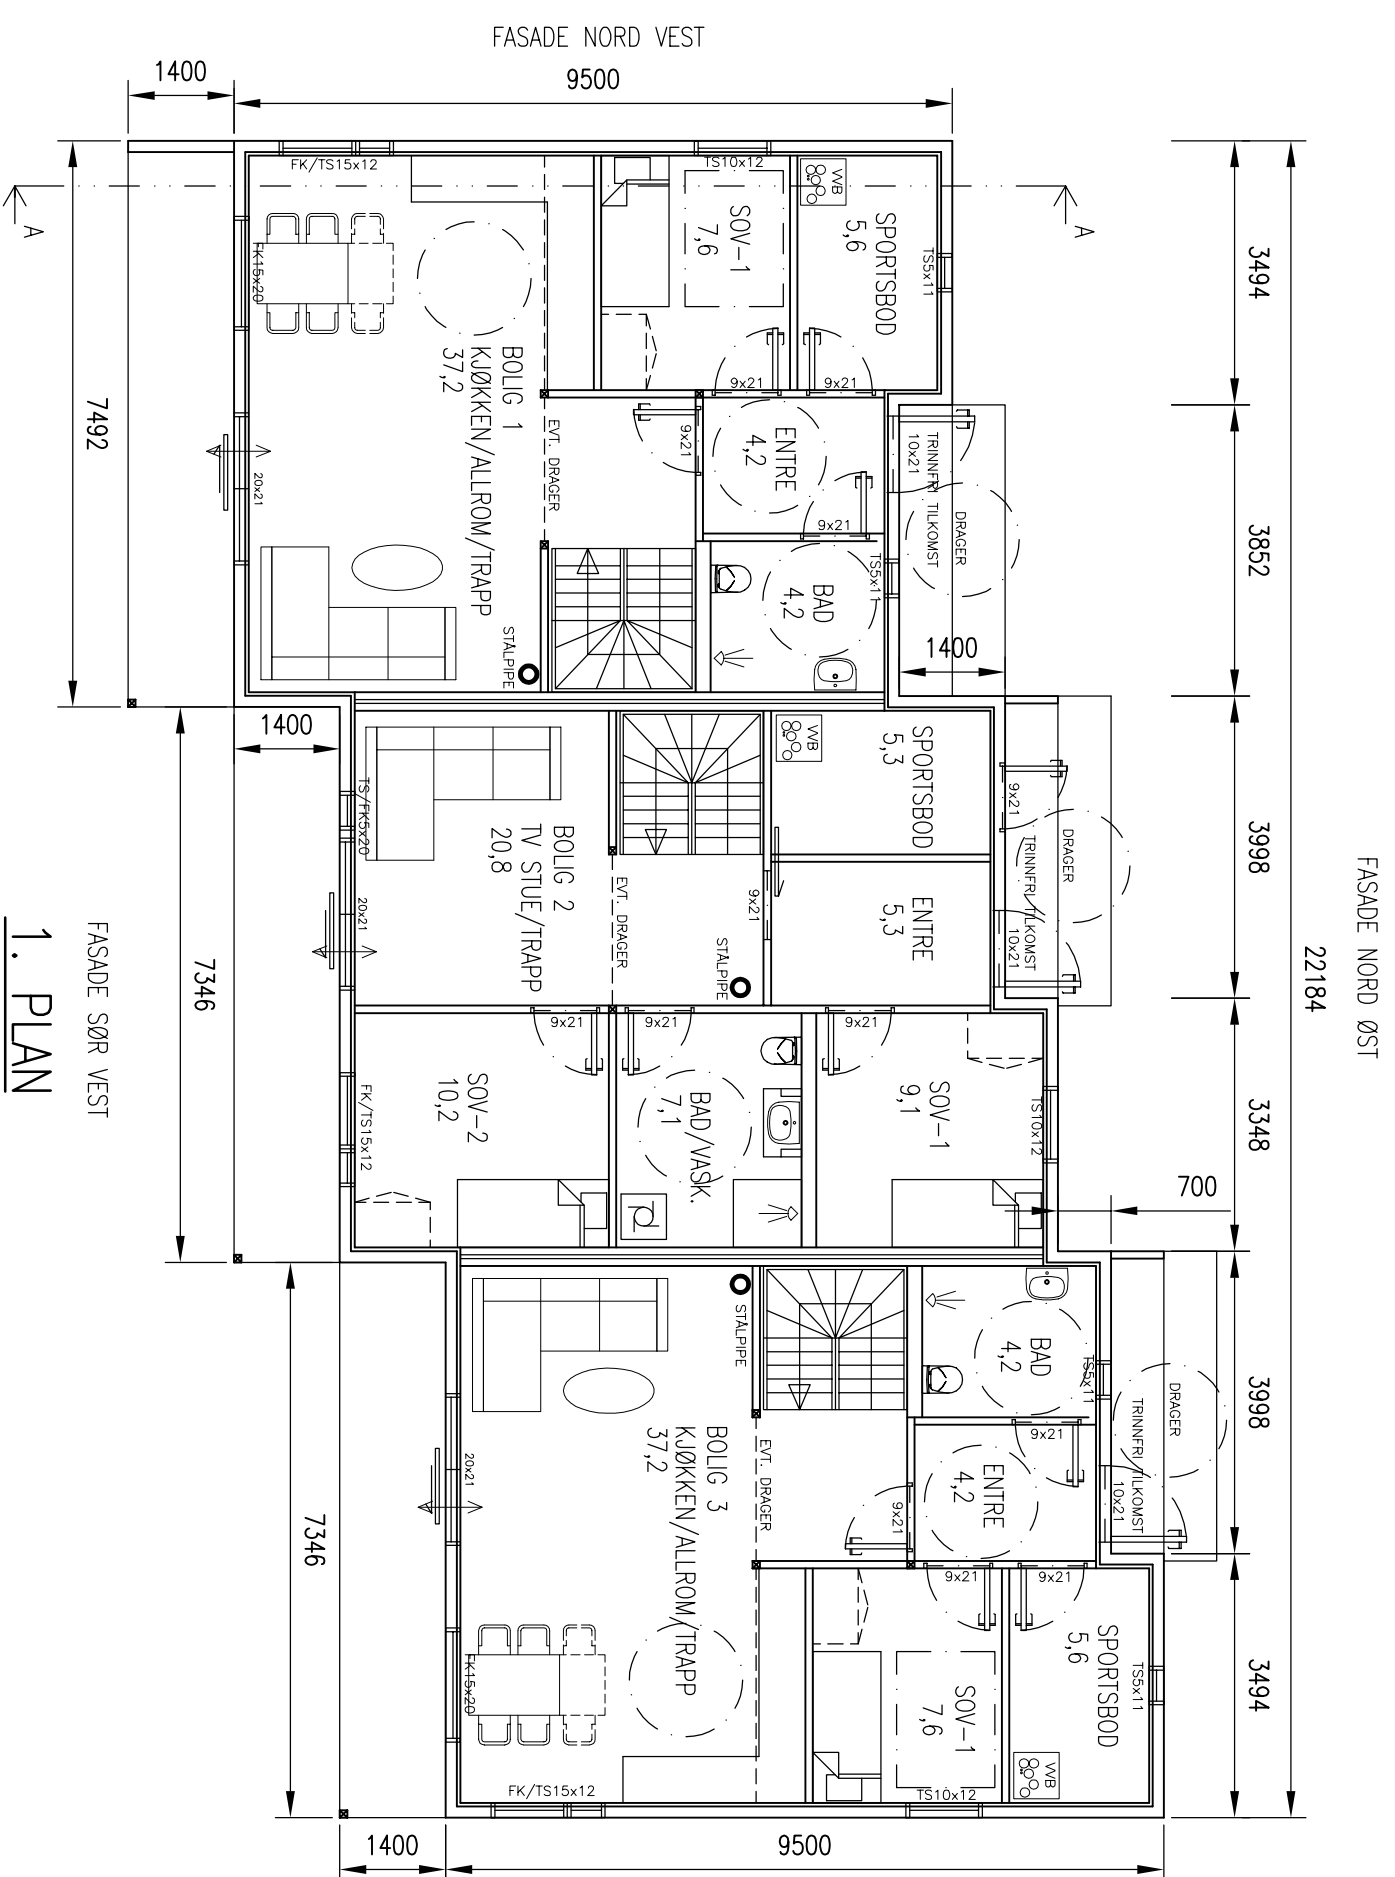 FASADE NORD VEST
1400
9500
FASADE NORD ØST
22184
3494
3852
3998
3348
3998
3494
1400
700
A
A
FK/TS15x12
TS10x12
TS5x11
VVB
SPORTSBOD
5,6
SOV-1
7,6
9x21
9x21
FK15x20
BOLIG 1
KJØKKEN/ALLROM/TRAPP
37,2
EVT. DRAGER
9x21
ENTRE
4,2
9x21
10x21
TRINNFRI TILKOMST
DRAGER
TS5x11
BAD
4,2
20x21
STÅLPIPE
7492
1400
VVB
SPORTSBOD
5,3
ENTRE
5,3
9x21
DRAGER
TRINNFRI TILKOMST
10x21
TS/FK5x20
BOLIG 2
TV STUE/TRAPP
20,8
EVT. DRAGER
9x21
STÅLPIPE
20x21
9x21
9x21
9x21
SOV-1
9,1
TS10x12
BAD/VASK.
7,1
SOV-2
10,2
FK/TS15x12
7346
STÅLPIPE
BAD
4,2
TS5x11
DRAGER
TRINNFRI TILKOMST
10x21
9x21
ENTRE
4,2
9x21
EVT. DRAGER
BOLIG 3
KJØKKEN/ALLROM/TRAPP
37,2
20x21
9x21
9x21
SPORTSBOD
5,6
TS5x11
VVB
SOV-1
7,6
TS10x12
FK15x20
FK/TS15x12
7346
1400
9500
FASADE SØR VEST
1. PLAN